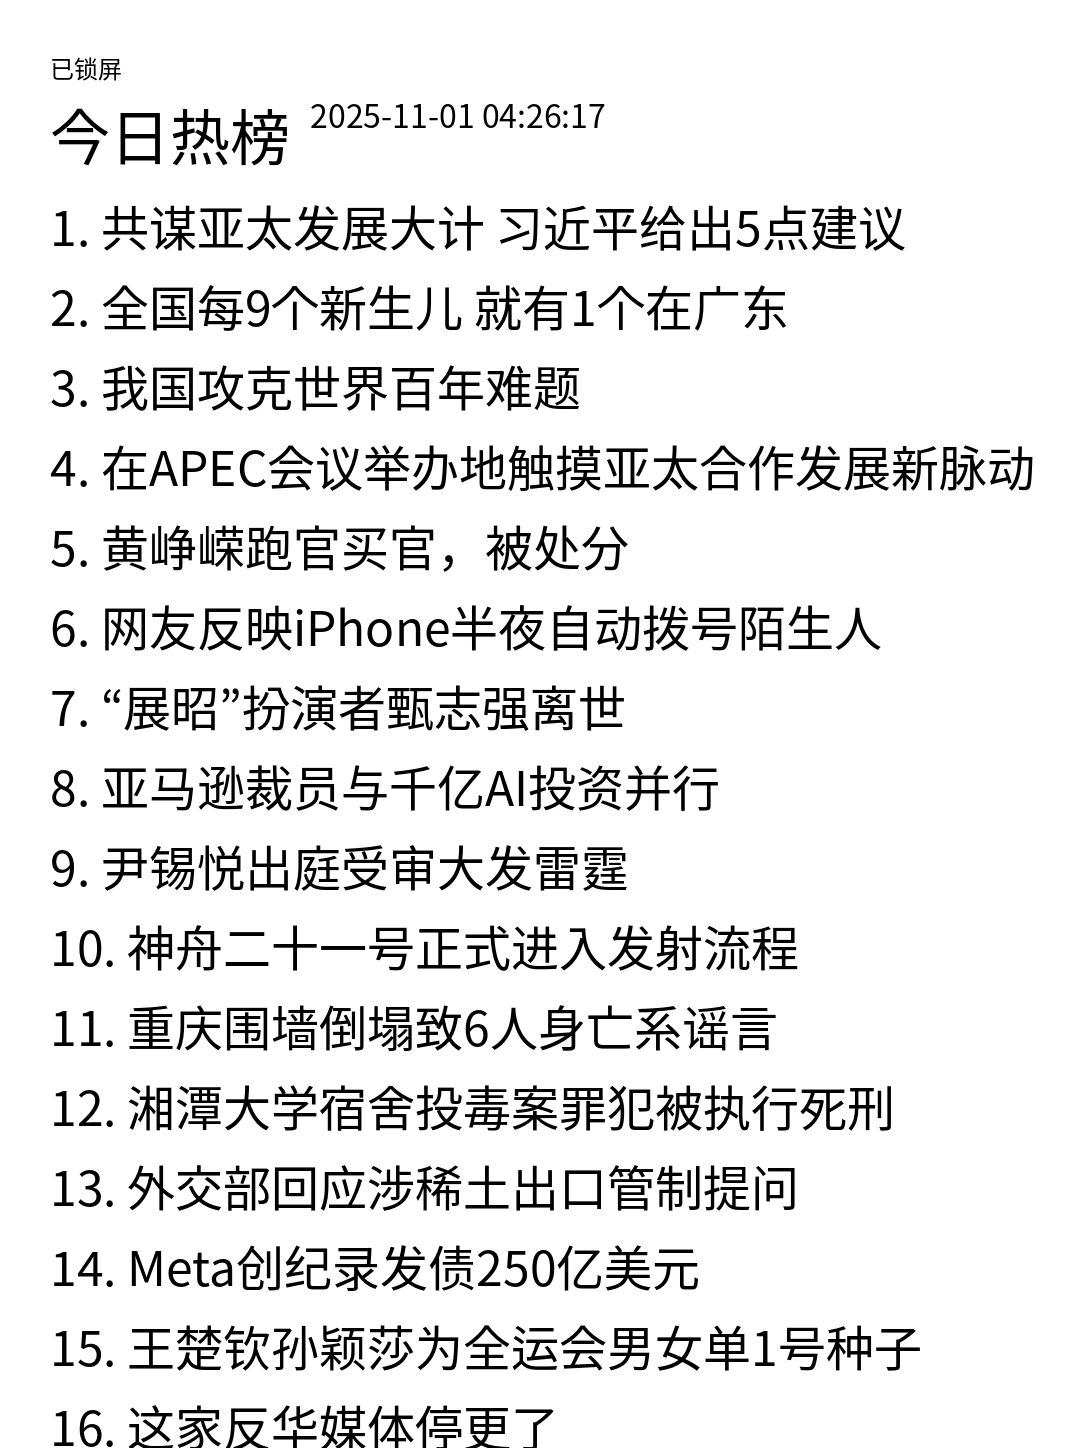 已锁屏
今日热榜 2025-11-01 04:26:17
1. 共谋亚太发展大计 习近平给出5点建议
2. 全国每9个新生儿 就有1个在广东
3. 我国攻克世界百年难题
4. 在APEC会议举办地触摸亚太合作发展新脉动
5. 黄峥嵘跑官买官，被处分
6. 网友反映iPhone半夜自动拨号陌生人
7. “展昭”扮演者甄志强离世
8. 亚马逊裁员与千亿AI投资并行
9. 尹锡悦出庭受审大发雷霆
10. 神舟二十一号正式进入发射流程
11. 重庆围墙倒塌致6人身亡系谣言
12. 湘潭大学宿舍投毒案罪犯被执行死刑
13. 外交部回应涉稀土出口管制提问
14. Meta创纪录发债250亿美元
15. 王楚钦孙颖莎为全运会男女单1号种子
16. 这家反华媒体停更了